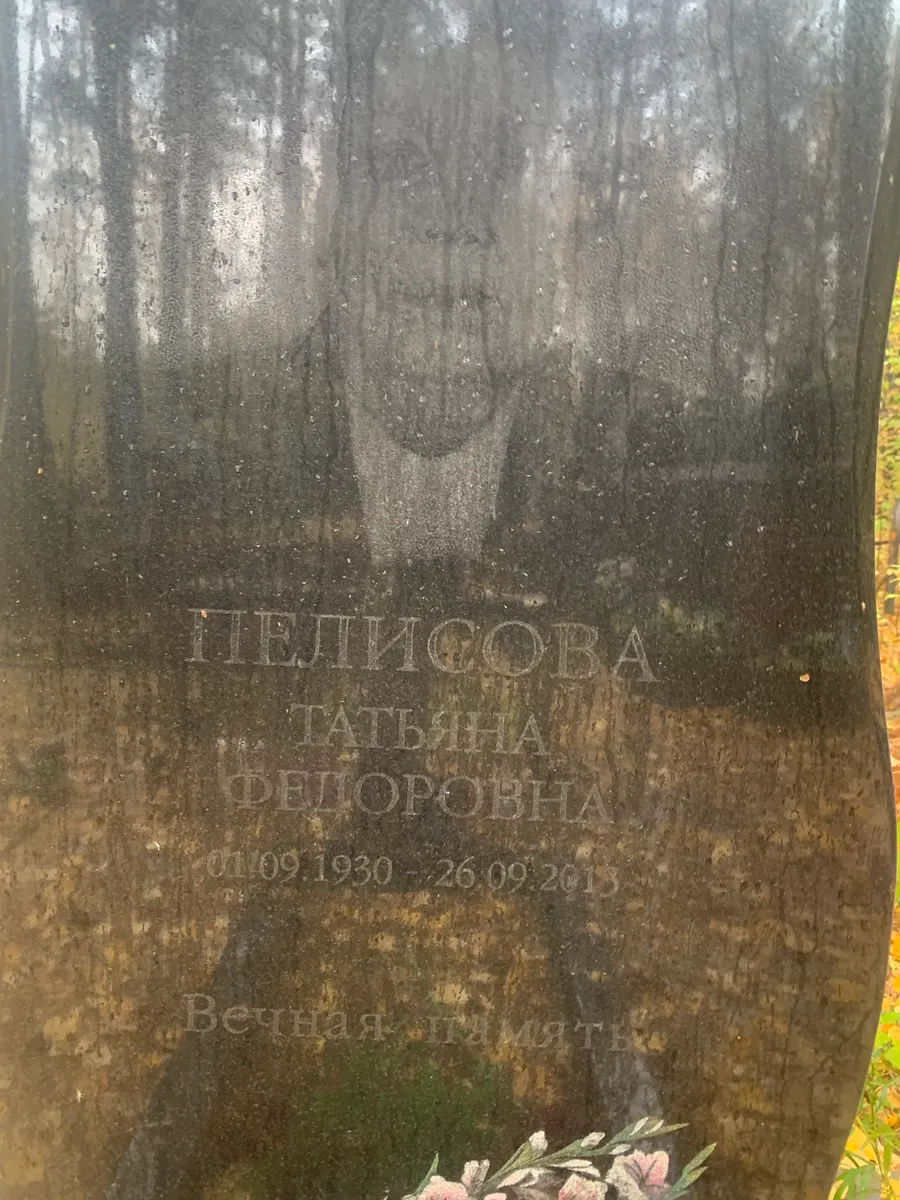 ПЕЛИСОВА
ТАТЬЯНА
ФЕДОРОВНА
01.09.1930 - 26.09.2013
Вечная память